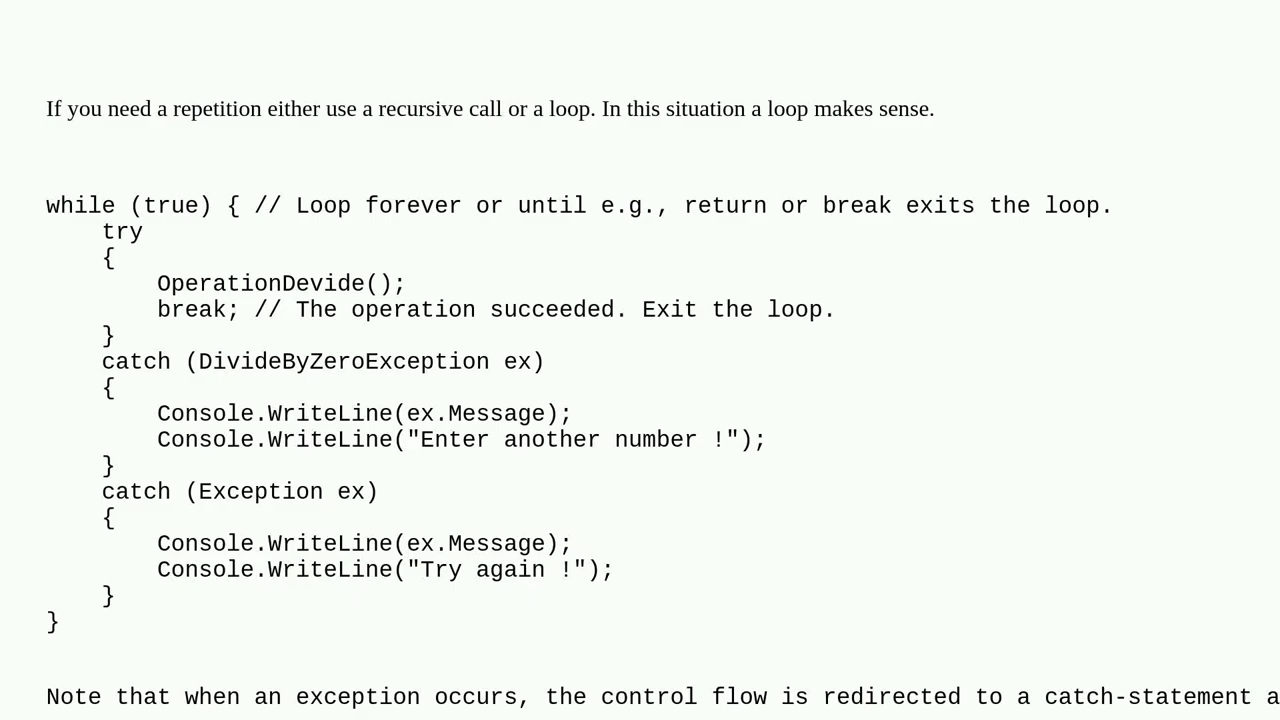 If you need a repetition either use a recursive call or a loop. In this situation a loop makes sense.
while (true) { // Loop forever or until e.g., return or break exits the loop.
    try
    {
        OperationDevide();
        break; // The operation succeeded. Exit the loop.
    }
    catch (DivideByZeroException ex)
    {
        Console.WriteLine(ex.Message);
        Console.WriteLine("Enter another number !");
    }
    catch (Exception ex)
    {
        Console.WriteLine(ex.Message);
        Console.WriteLine("Try again !");
    }
}
Note that when an exception occurs, the control flow is redirected to a catch-statement a